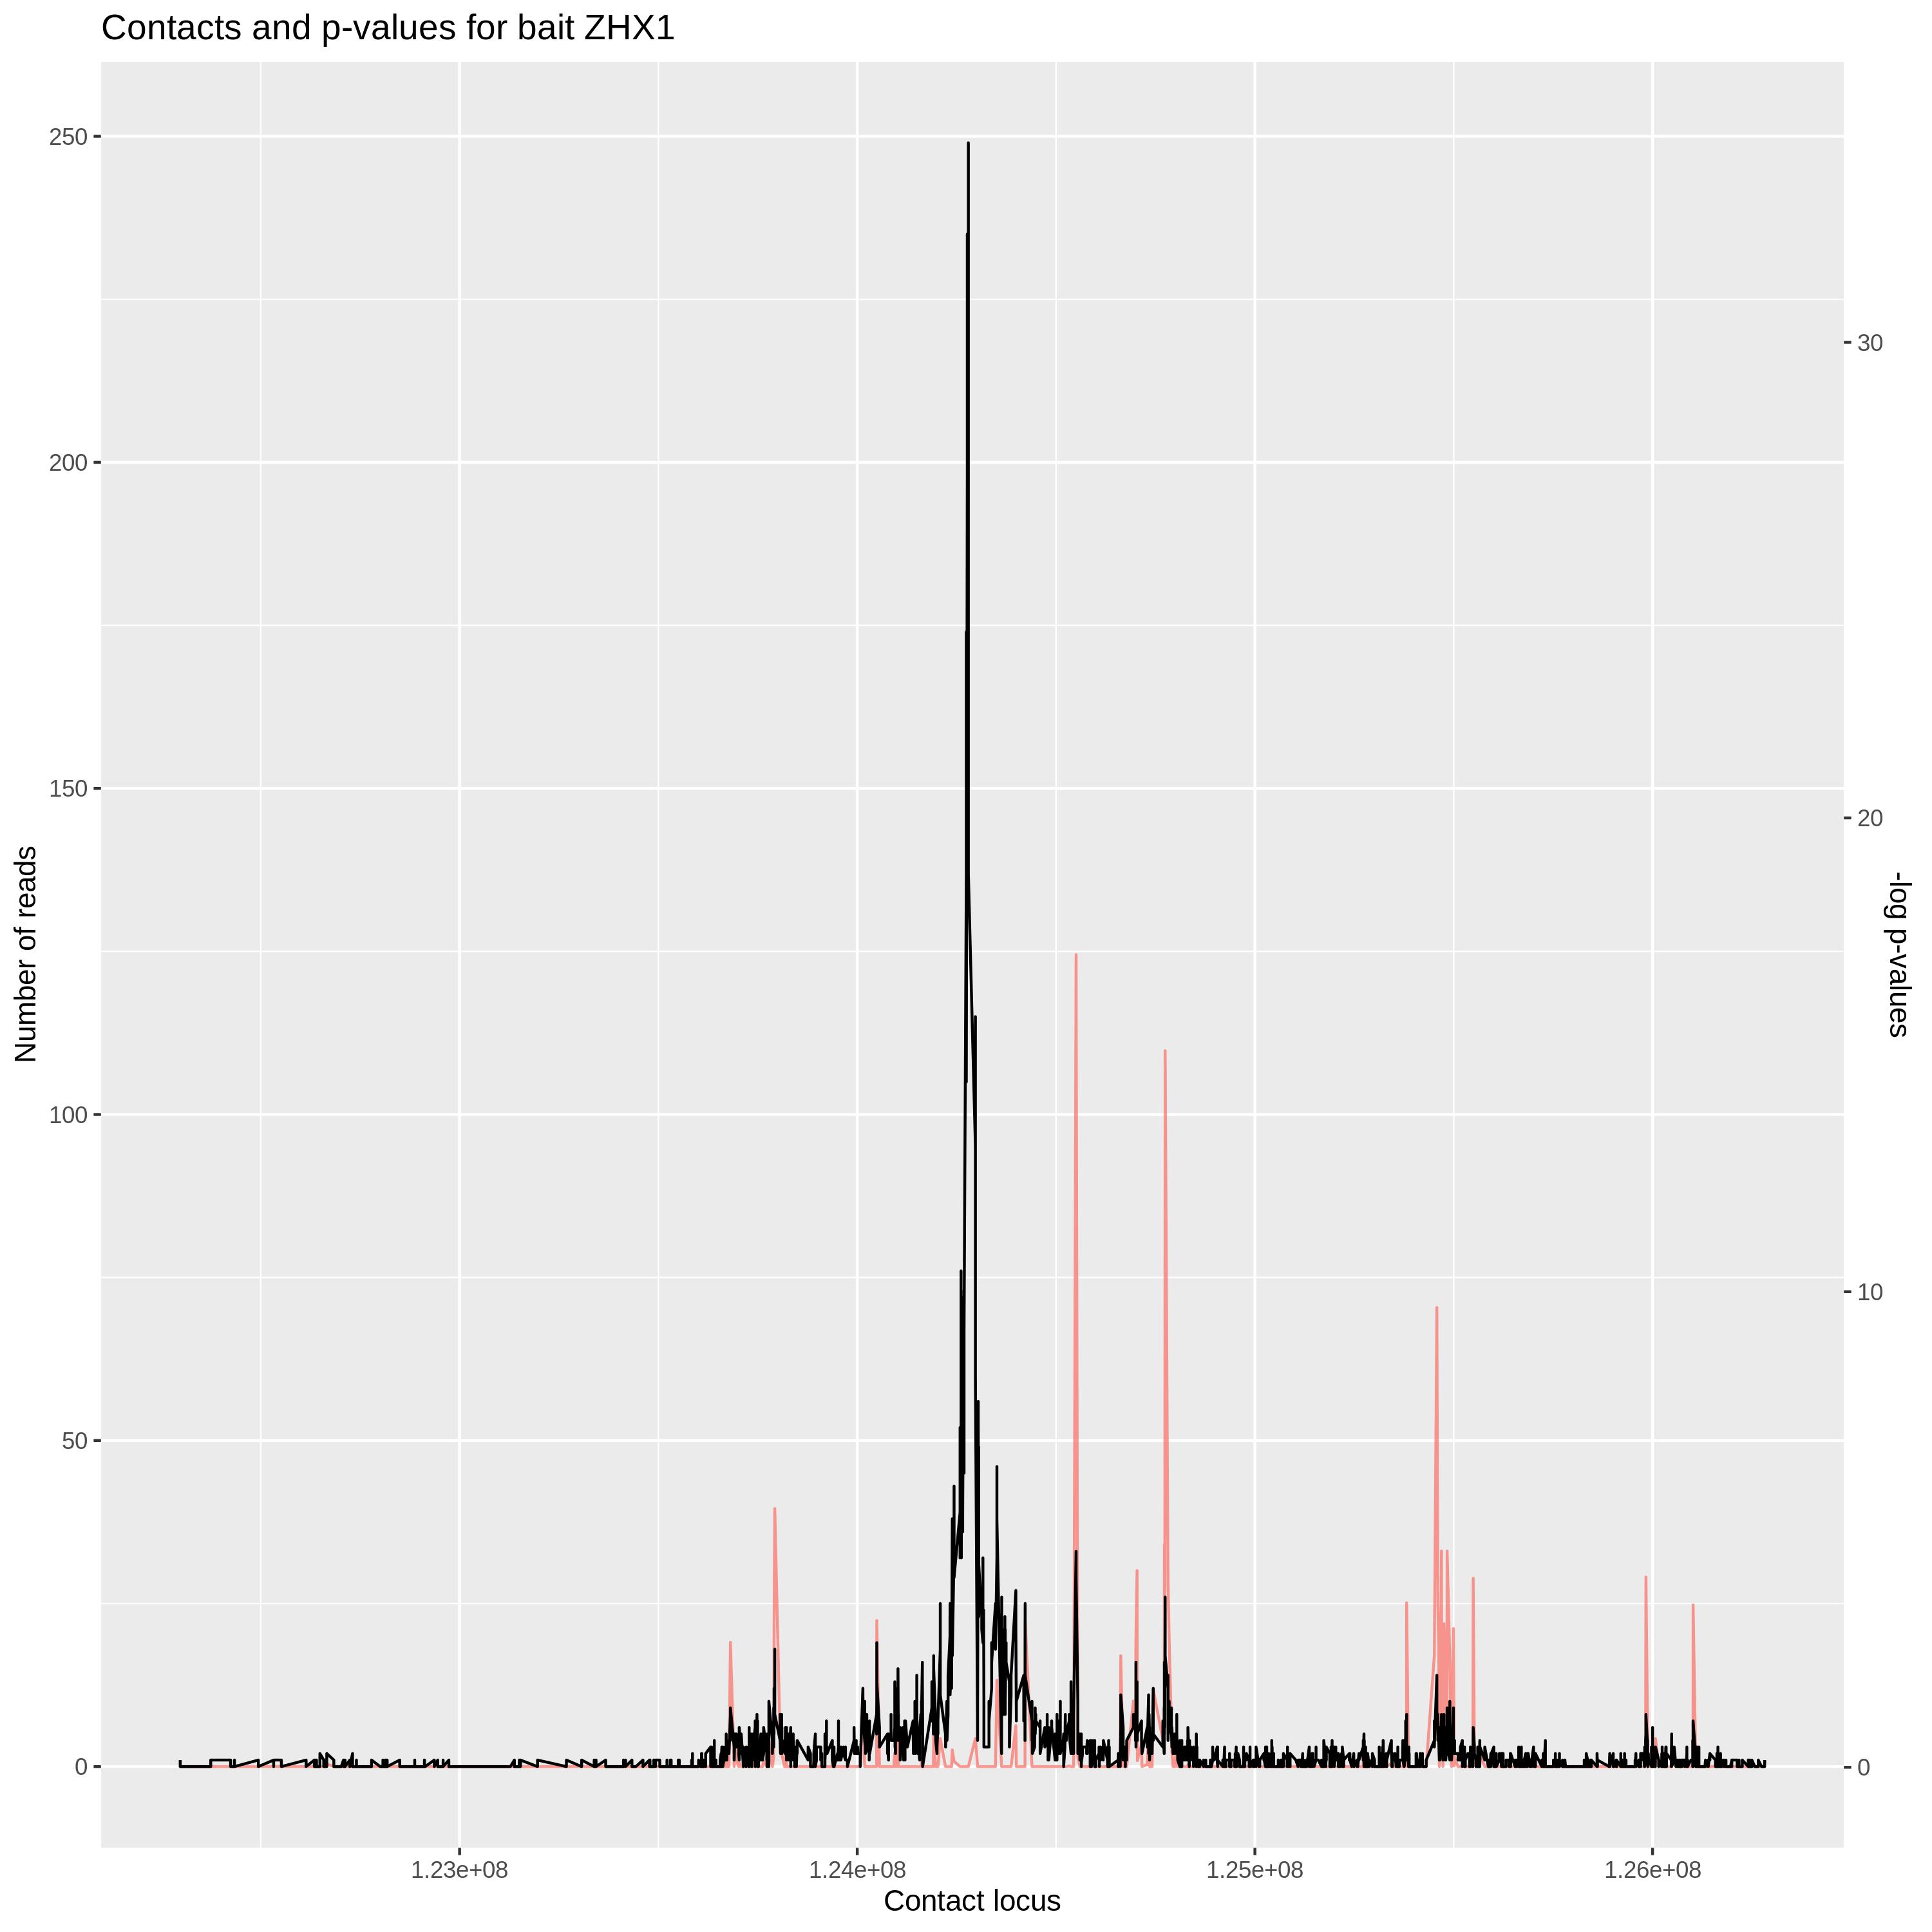 Contacts and p-values for bait ZHX1
250
200
150
100
50
0
Number of reads
30
20
10
0
-log p-values
1.23e+08
1.24e+08
1.25e+08
1.26e+08
Contact locus